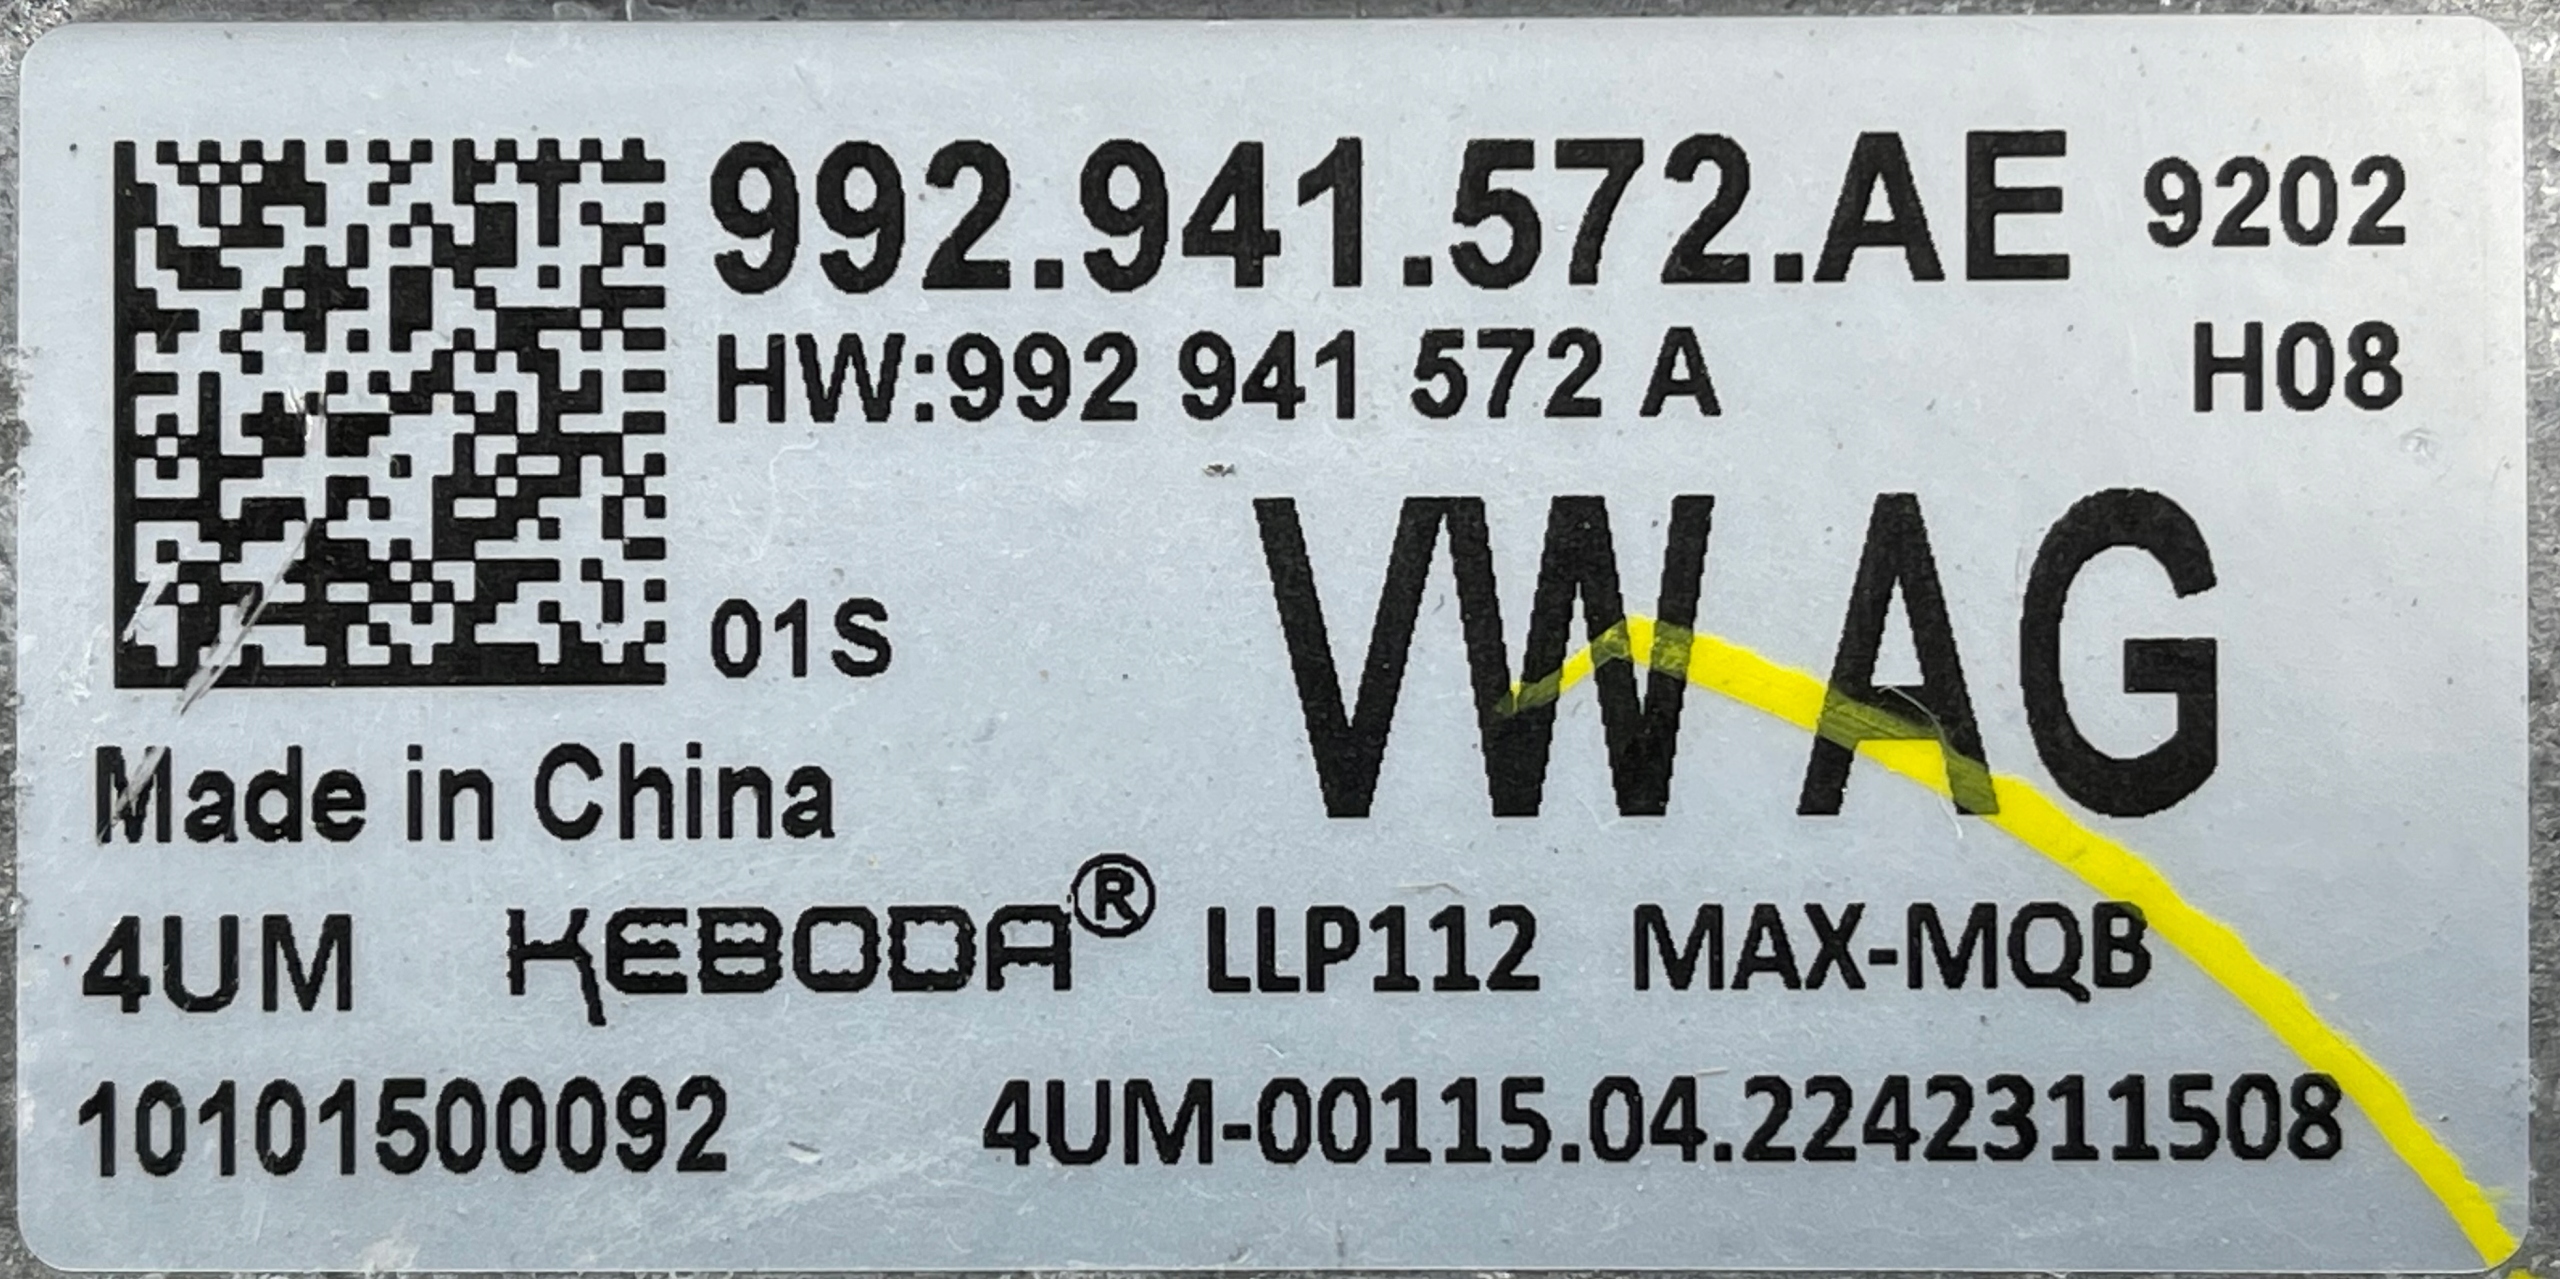 992.941.572.AE 9202
HW:992 941 572 A H08
VW AG
01S
Made in China
4UM KEBODA® LLP112 MAX-MQB
10101500092 4UM-00115.04.2242311508